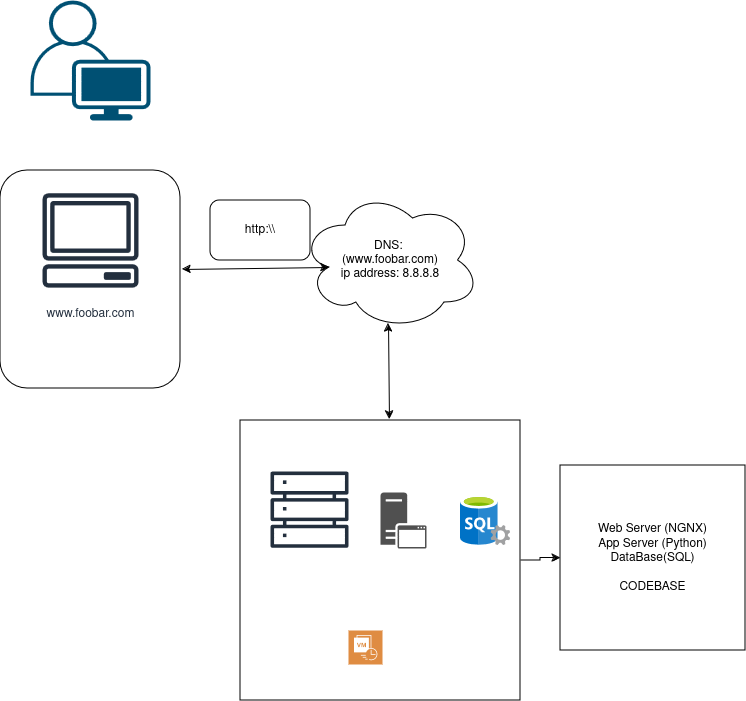 http:\\
DNS:
(www.foobar.com)
ip address: 8.8.8.8
www.foobar.com
SQL
Web Server (NGNX)
App Server (Python)
DataBase(SQL)
CODEBASE
VM